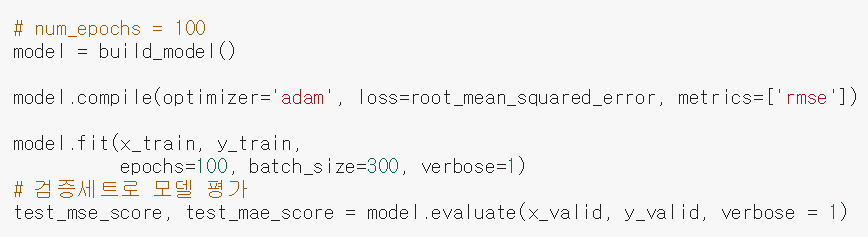 # num_epochs = 100
model = build_model()
model.compile(optimizer='adam', loss=root_mean_squared_error, metrics=['rmse'])
model.fit(x_train, y_train,
epochs=100, batch_size=300, verbose=1)
# 검증세트로 모델 평가
test_mse_score, test_mae_score = model.evaluate(x_valid, y_valid, verbose = 1)